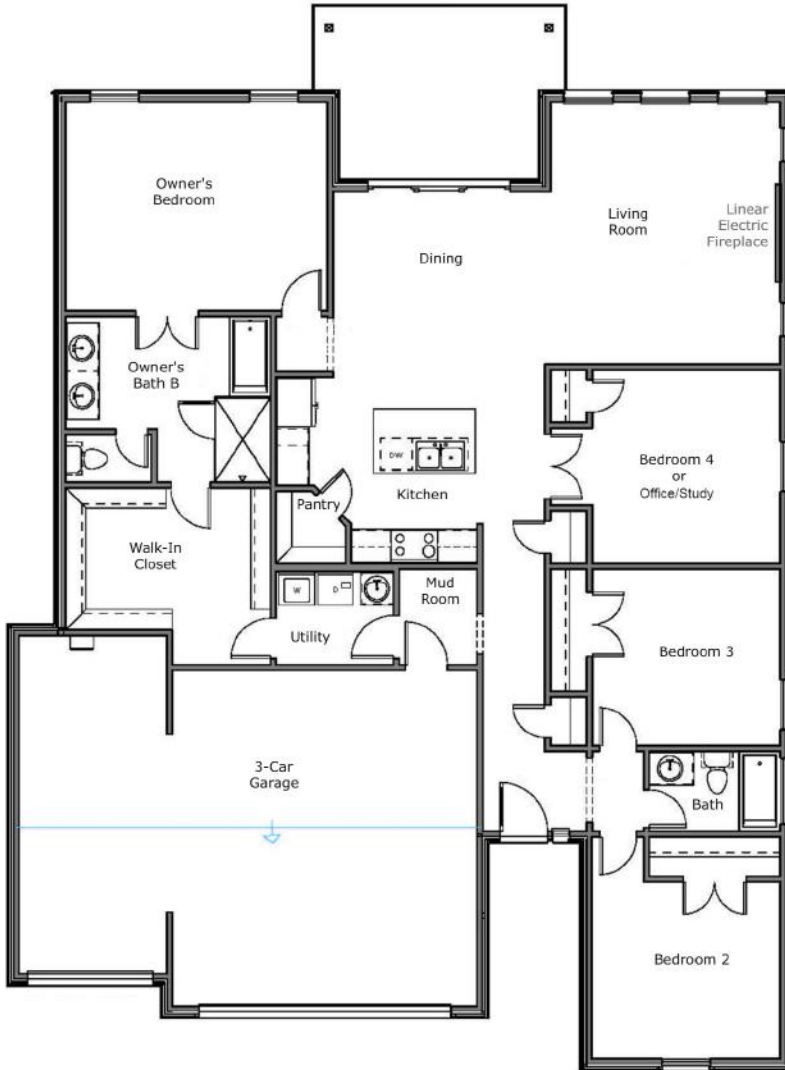 Owner's
Bedroom
Living
Room
Linear
Electric
Fireplace
Dining
Owner's
Bath B
DW
Kitchen
Bedroom 4
or
Office/Study
Pantry
Walk-In
Closet
W
D
Mud
Room
Utility
Bedroom 3
3-Car
Garage
Bath
Bedroom 2